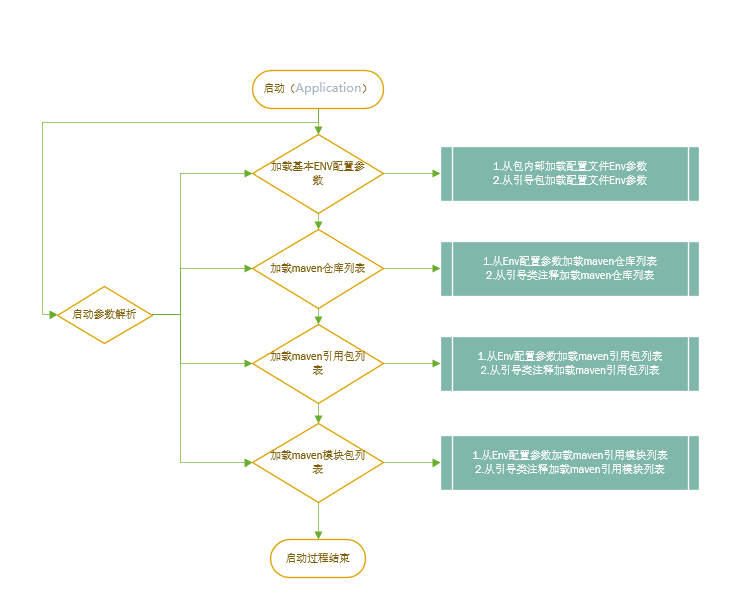 启动（Application）
加载基本ENV配置参
数
1.从包内部加载配置文件Env参数
2.从引导包加载配置文件Env参数
加载maven仓库列表
1.从Env配置参数加载maven仓库列表
2.从引导类注释加载maven仓库列表
启动参数解析
加载maven引用包列
表
1.从Env配置参数加载maven引用包列表
2.从引导类注释加载maven引用包列表
加载maven模块包列
表
1.从Env配置参数加载maven引用模块列表
2.从引导类注释加载maven引用模块列表
启动过程结束